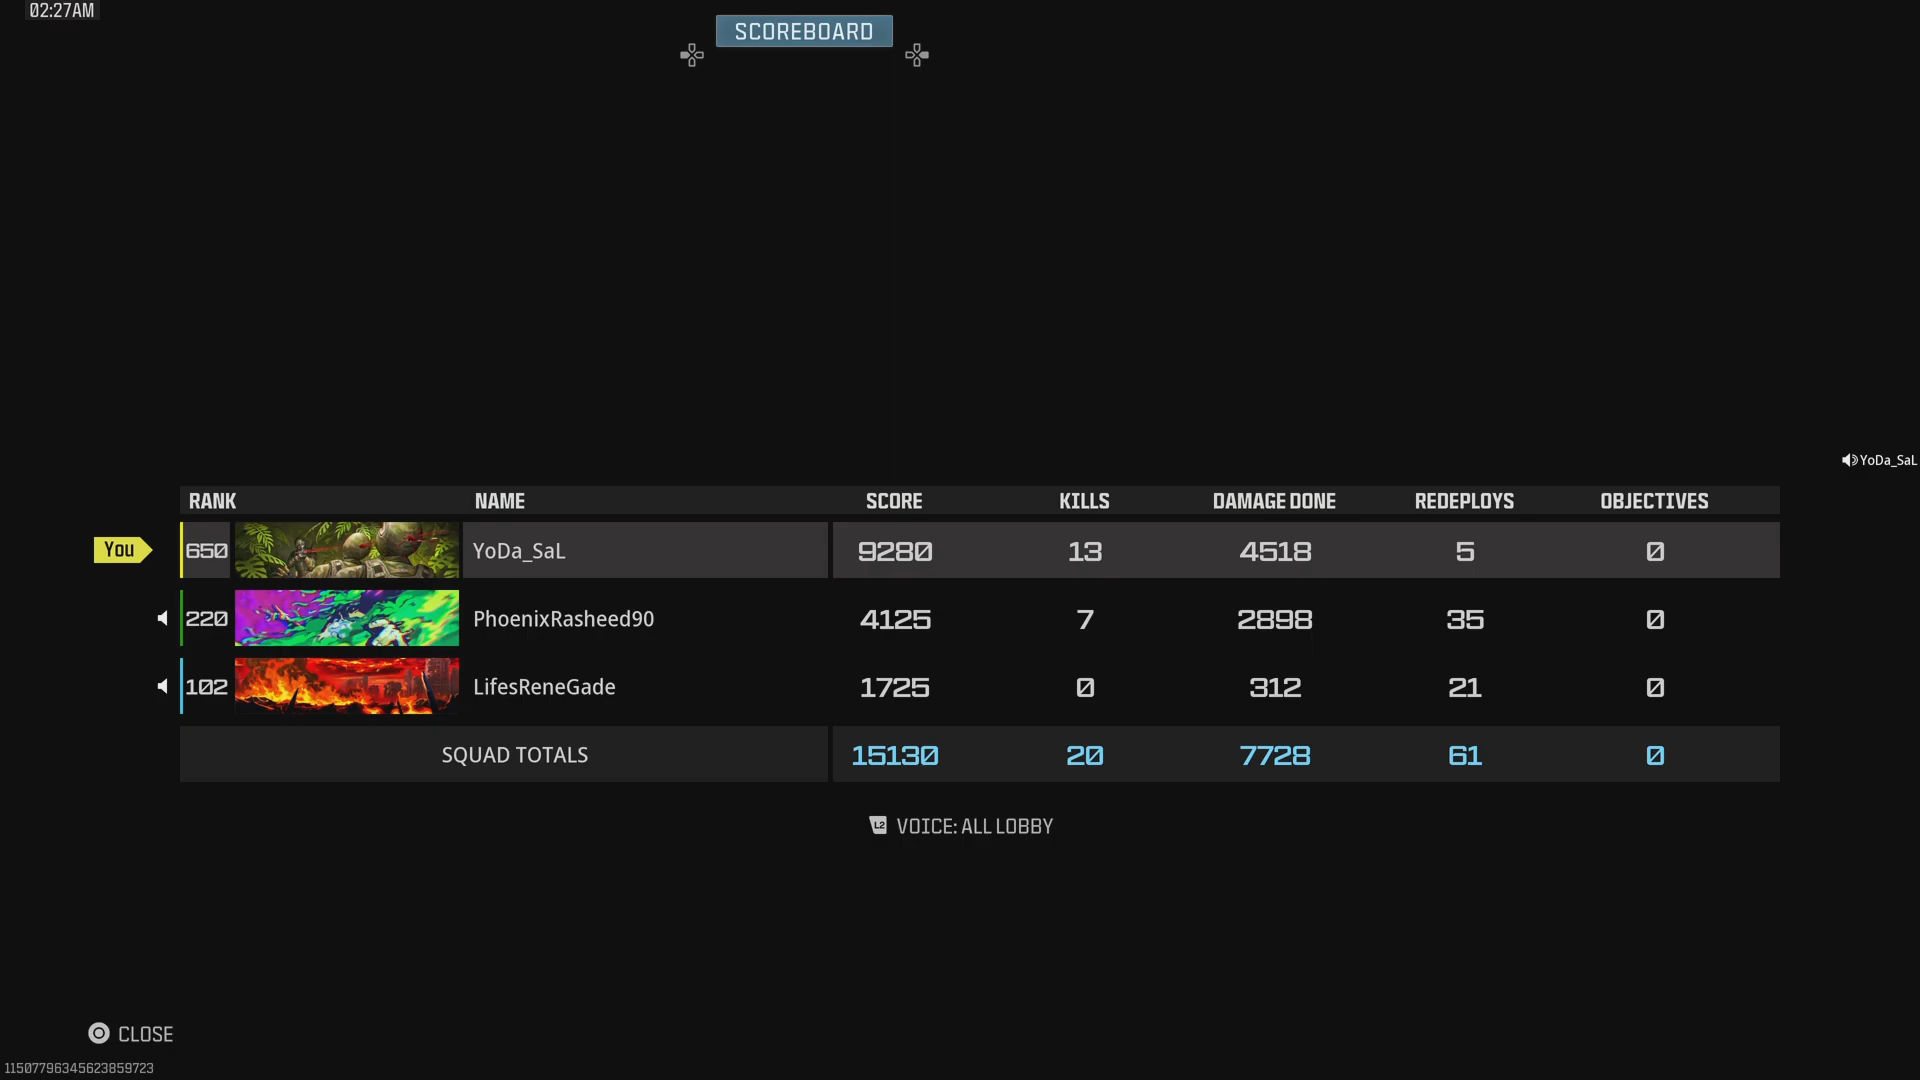 02:27AM
SCOREBOARD
YoDa_SaL
RANK NAME SCORE KILLS DAMAGE DONE REDEPLOYS OBJECTIVES
You 650 YoDa_SaL 9280 13 4518 5 0
220 PhoenixRasheed90 4125 7 2898 35 0
102 LifesReneGade 1725 0 312 21 0
SQUAD TOTALS 15130 20 7728 61 0
L2 VOICE: ALL LOBBY
CLOSE
11507796345623859723